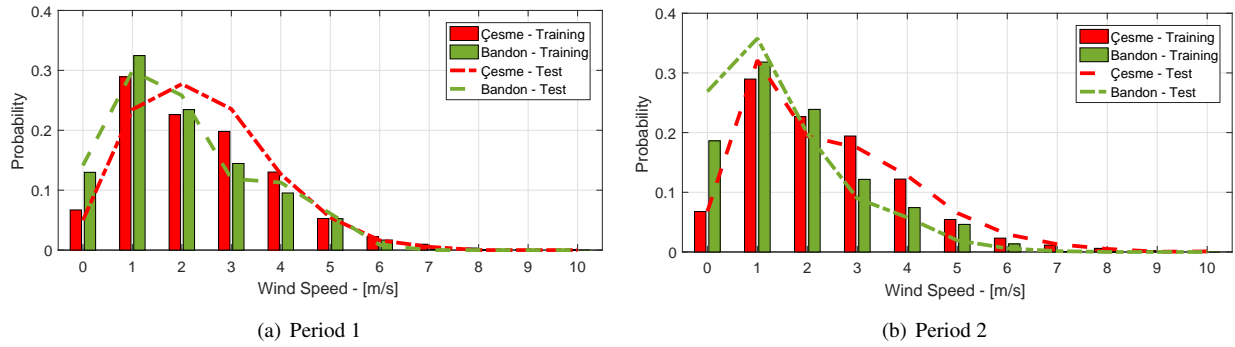 0.4
0.3
0.2
0.1
0
Probability
0 1 2 3 4 5 6 7 8 9 10
Wind Speed - [m/s]
Çesme - Training
Bandon - Training
Çesme - Test
Bandon - Test
(a) Period 1
0.4
0.3
0.2
0.1
0
Probability
0 1 2 3 4 5 6 7 8 9 10
Wind Speed - [m/s]
Çesme - Training
Bandon - Training
Çesme - Test
Bandon - Test
(b) Period 2